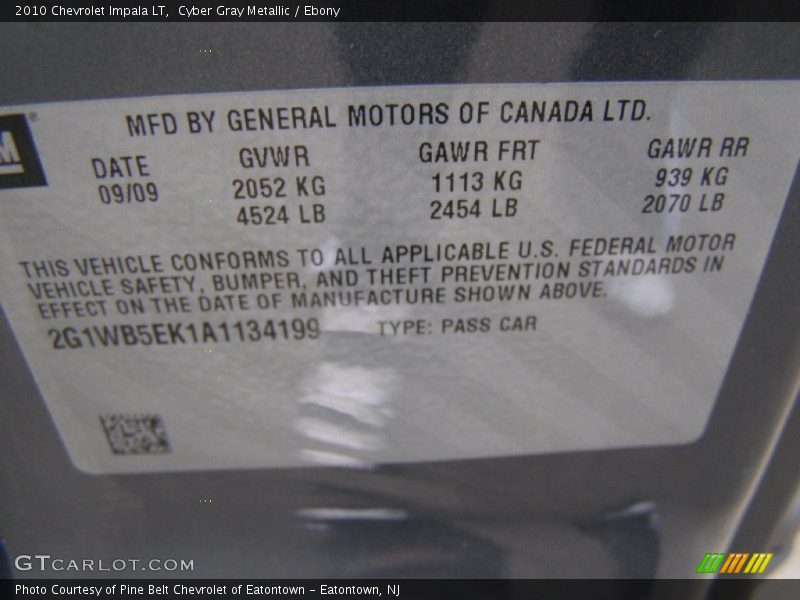 2010 Chevrolet Impala LT,  Cyber Gray Metallic / Ebony
MFD BY GENERAL MOTORS OF CANADA LTD.
DATE GVWR GAWR FRT GAWR RR
09/09 2052 KG 1113 KG 939 KG
4524 LB 2454 LB 2070 LB
THIS VEHICLE CONFORMS TO ALL APPLICABLE U.S. FEDERAL MOTOR
VEHICLE SAFETY, BUMPER, AND THEFT PREVENTION STANDARDS IN
EFFECT ON THE DATE OF MANUFACTURE SHOWN ABOVE.
2G1WB5EK1A1134199 TYPE: PASS CAR
GTCARLOT.COM
Photo Courtesy of Pine Belt Chevrolet of Eatontown – Eatontown, NJ